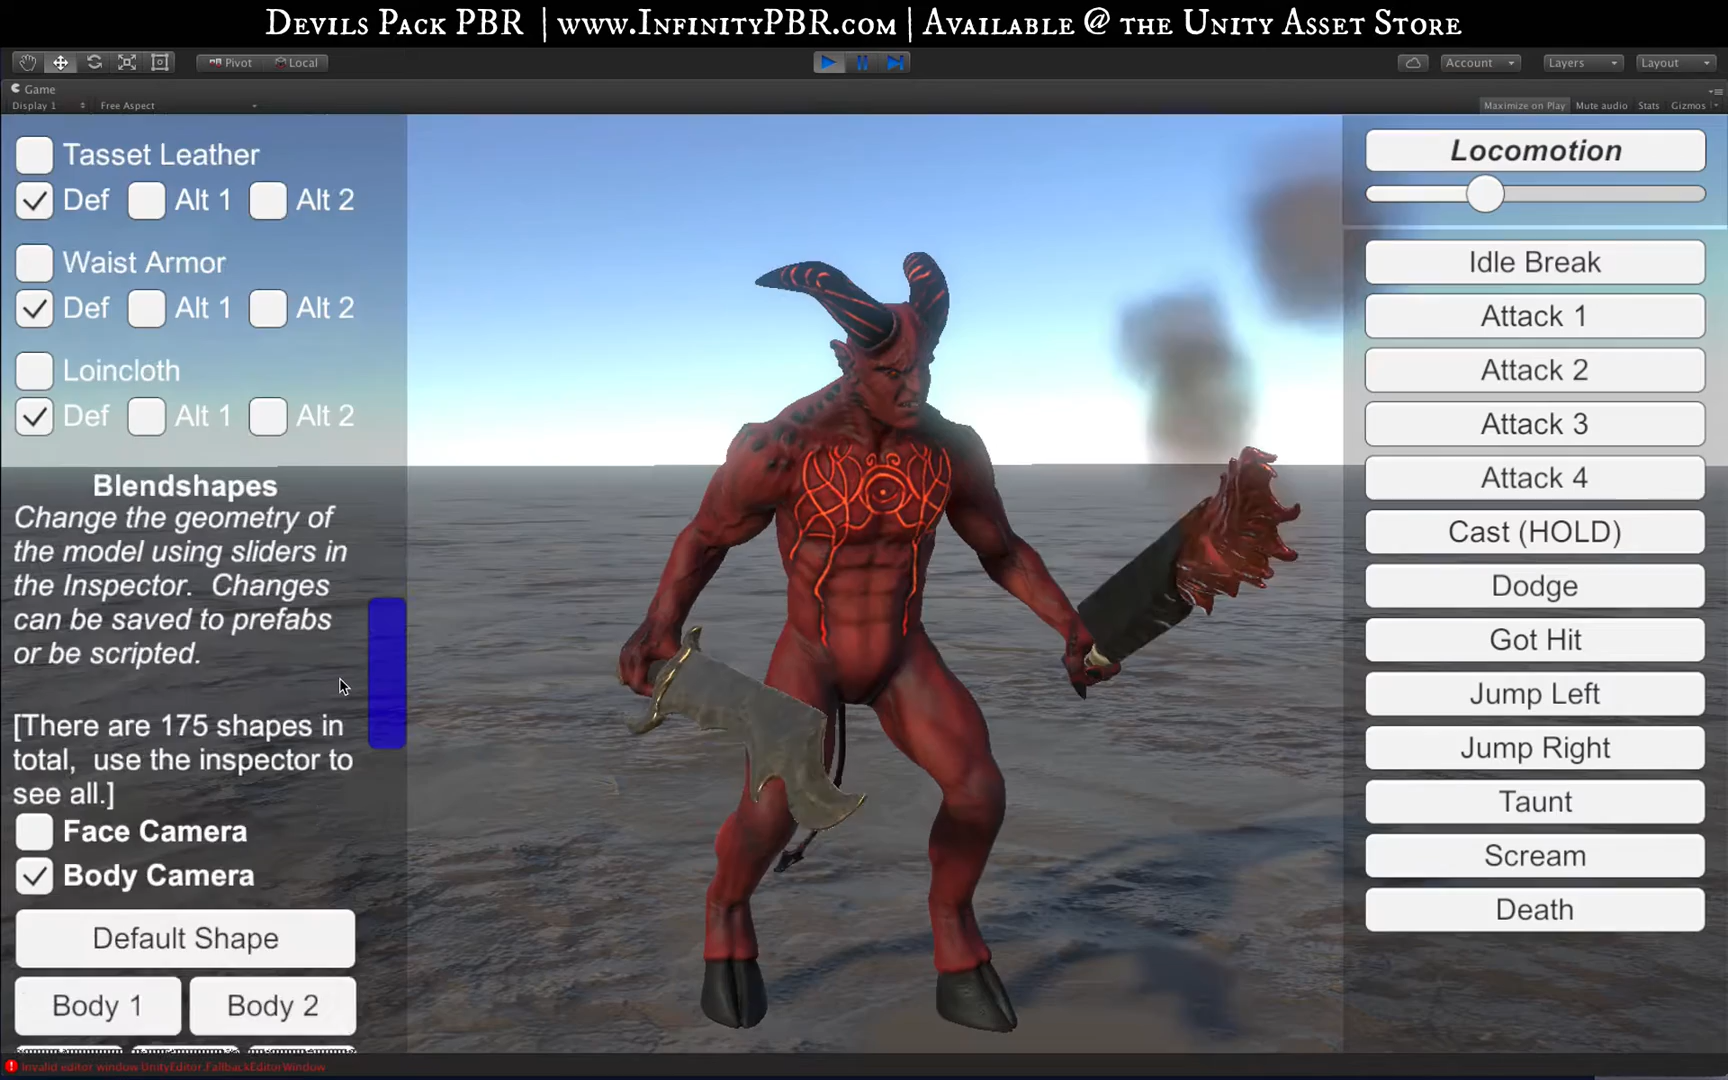 Devils Pack PBR | www.InfinityPBR.com | Available @ the Unity Asset Store
Pivot Local Account Layers Layout
Game
Display 1 Free Aspect Maximize on Play Mute audio Stats Gizmos
Tasset Leather
Def Alt 1 Alt 2
Waist Armor
Def Alt 1 Alt 2
Loincloth
Def Alt 1 Alt 2
Blendshapes
Change the geometry of
the model using sliders in
the Inspector. Changes
can be saved to prefabs
or be scripted.
[There are 175 shapes in
total, use the inspector to
see all.]
Face Camera
Body Camera
Default Shape
Body 1 Body 2
Locomotion
Idle Break
Attack 1
Attack 2
Attack 3
Attack 4
Cast (HOLD)
Dodge
Got Hit
Jump Left
Jump Right
Taunt
Scream
Death
Invalid editor window UnityEditor.FallbackEditorWindow